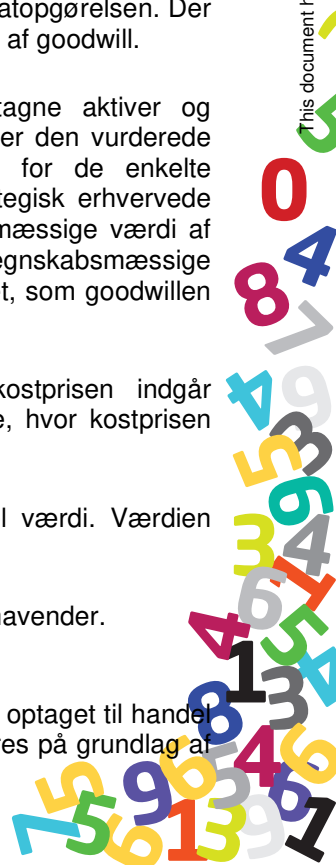 atopgørelsen. Der
af goodwill.
tagne aktiver og
er den vurderede
for de enkelte
tegisk erhvervede
mæssige værdi af
egnskabsmæssige
et, som goodwillen
kostprisen indgår
e, hvor kostprisen
l værdi. Værdien
havender.
optaget til handel
res på grundlag af
This document h